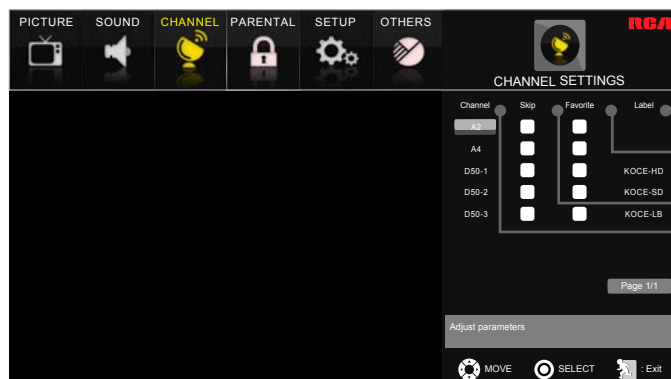 PICTURE SOUND CHANNEL PARENTAL SETUP OTHERS
RCA
CHANNEL SETTINGS
Channel Skip Favorite Label
A2
A4
D50-1 KOCE-HD
D50-2 KOCE-SD
D50-3 KOCE-LB
Page 1/1
Adjust parameters
MOVE SELECT : Exit